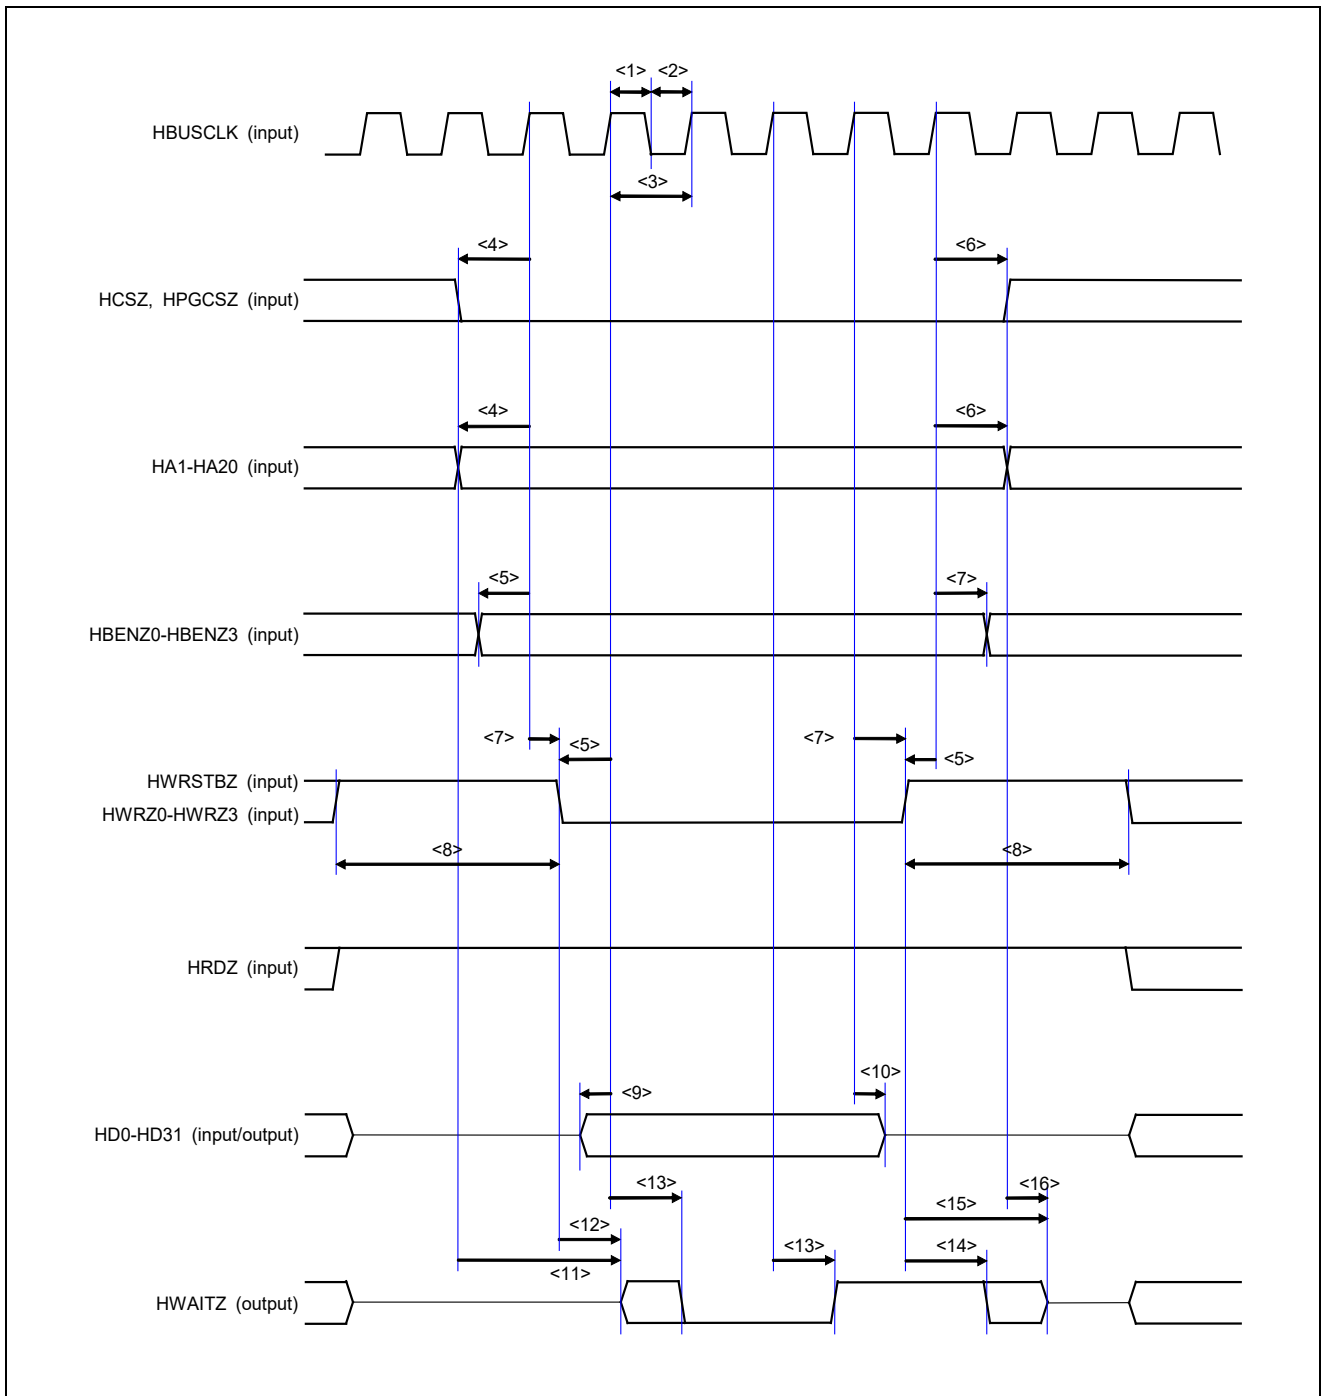 <1> <2>
HBUSCLK (input)
<3>
<4> <6>
HCSZ, HPGCSZ (input)
<4> <6>
HA1-HA20 (input)
<5> <7>
HBENZ0-HBENZ3 (input)
<7> <5> <7> <5>
HWRSTBZ (input)
HWRZ0-HWRZ3 (input)
<8> <8>
HRDZ (input)
<9> <10>
HD0-HD31 (input/output)
<13> <16>
<15>
<12> <13> <14>
<11>
HWAITZ (output)